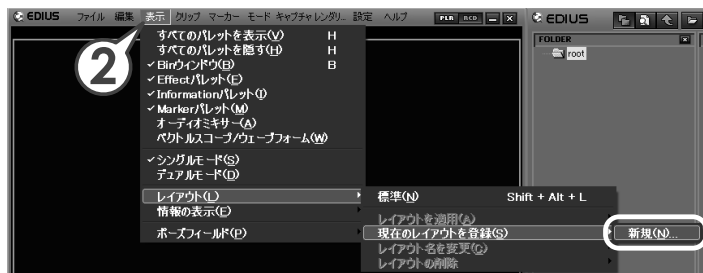 EDIUS ファイル 編集 表示 クリップ マーカー モード キャプチャ レンダリ... 設定 ヘルプ PLR RCD
EDIUS
FOLDER
root
2
すべてのパレットを表示(V) H
すべてのパレットを隠す(H) H
Binウィンドウ(B) B
Effectパレット(E)
Informationパレット(I)
Markerパレット(M)
オーディオミキサー(A)
ベクトルスコープ/ウェーブフォーム(W)
シングルモード(S)
デュアルモード(D)
レイアウト(L)
情報の表示(E)
ポーズフィールド(P)
標準(N) Shift + Alt + L
レイアウトを適用(A)
現在のレイアウトを登録(S)
レイアウト名を変更(C)
レイアウトの削除
新規(N)...